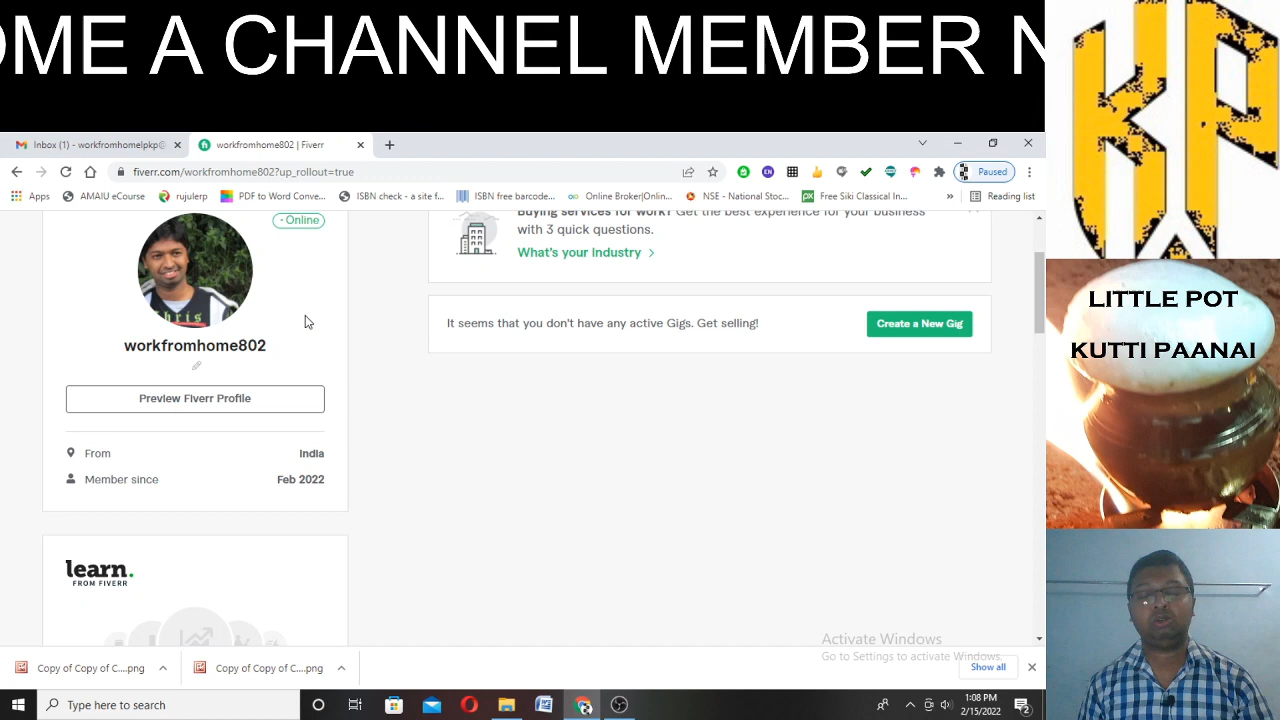 OME A CHANNEL MEMBER N
Inbox (1) - workfromhomelpkp@
workfromhome802 | Fiverr
fiverr.com/workfromhome802?up_rollout=true
Paused
Apps
AMAIU eCourse
rujulerp
PDF to Word Conve...
ISBN check - a site f...
ISBN free barcode...
Online Broker|Onlin...
NSE - National Stoc...
Free Siki Classical In...
»
Reading list
- Online
Buying services for work? Get the best experience for your business
with 3 quick questions.
What's your industry >
It seems that you don't have any active Gigs. Get selling!
Create a New Gig
workfromhome802
Preview Fiverr Profile
From India
Member since Feb 2022
learn.
FROM FIVERR
Activate Windows
Go to Settings to activate Windows.
Copy of Copy of C....png
Copy of Copy of C....png
Show all
Type here to search
1:08 PM
2/15/2022
2
KP
LITTLE POT
KUTTI PAANAI